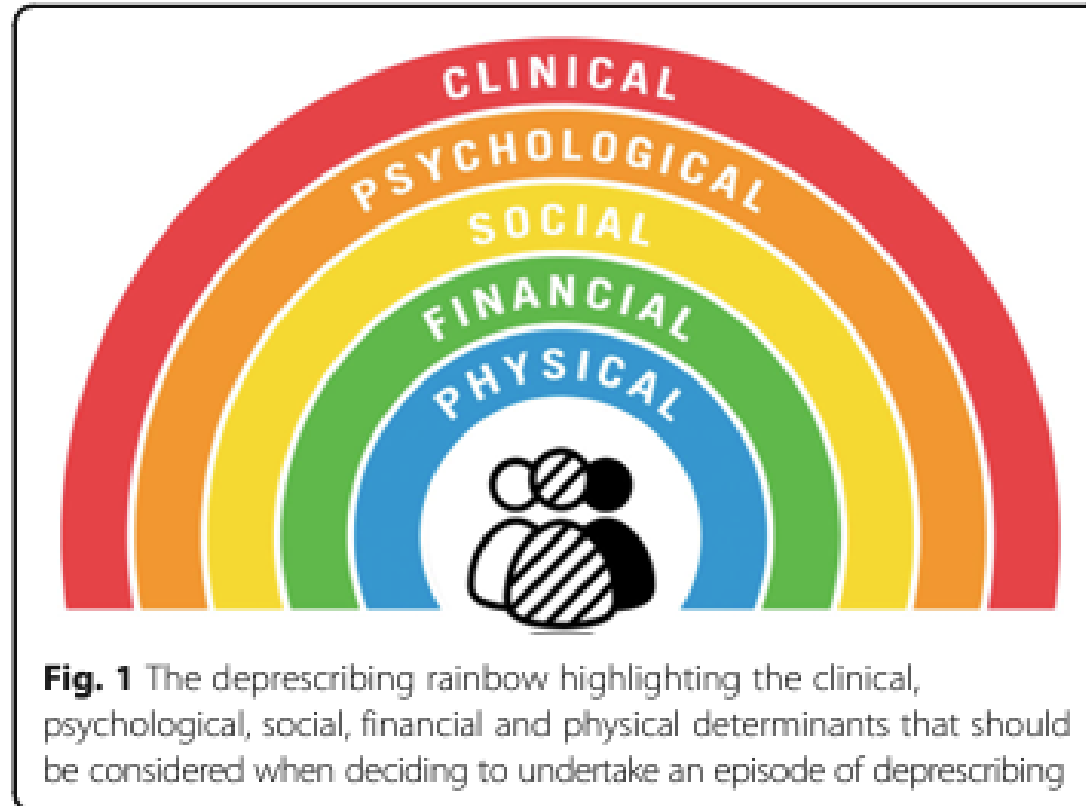 CLINICAL
PSYCHOLOGICAL
SOCIAL
FINANCIAL
PHYSICAL
Fig. 1 The deprescribing rainbow highlighting the clinical,
psychological, social, financial and physical determinants that should
be considered when deciding to undertake an episode of deprescribing